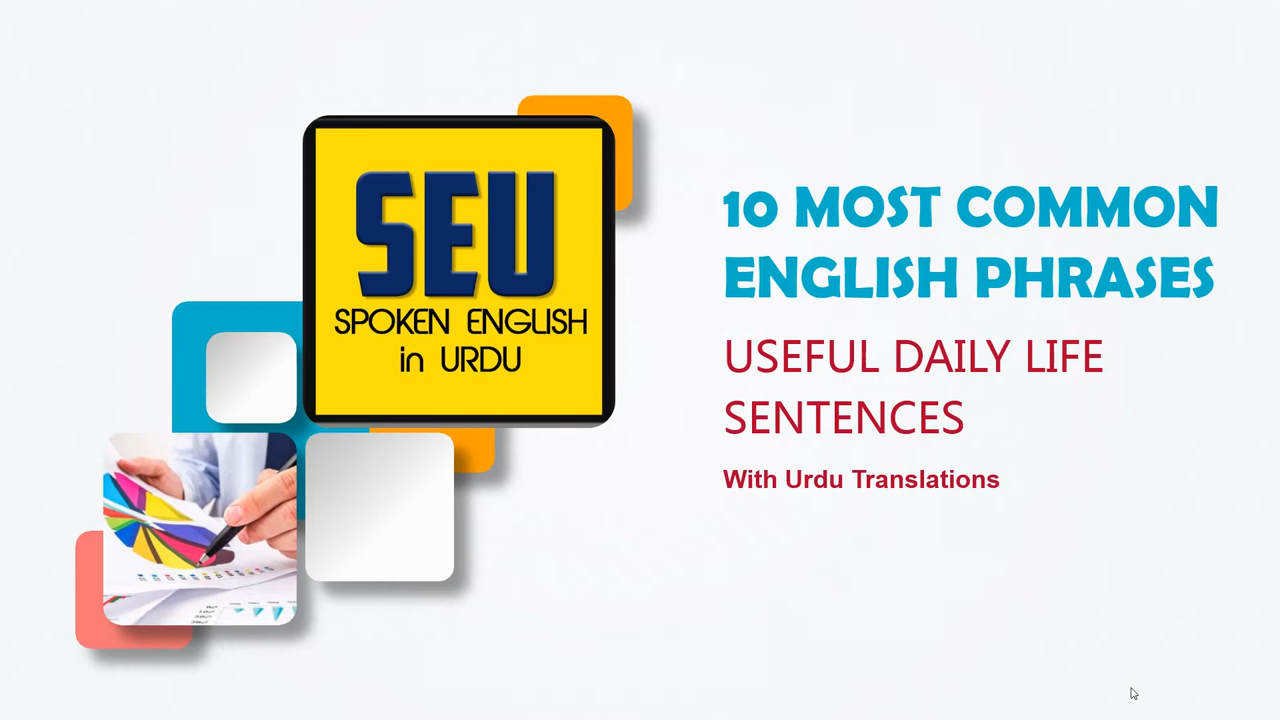 SEU
SPOKEN ENGLISH
in URDU
10 MOST COMMON
ENGLISH PHRASES
USEFUL DAILY LIFE
SENTENCES
With Urdu Translations